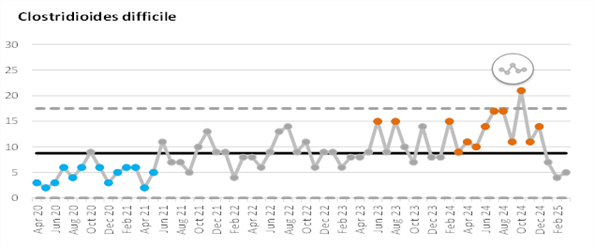 Clostridioides difficile
30
25
20
15
10
5
0
Apr 20
Jun 20
Aug 20
Oct 20
Dec 20
Feb 21
Apr 21
Jun 21
Aug 21
Oct 21
Dec 21
Feb 22
Apr 22
Jun 22
Aug 22
Oct 22
Dec 22
Feb 23
Apr 23
Jun 23
Aug 23
Oct 23
Dec 23
Feb 24
Apr 24
Jun 24
Aug 24
Oct 24
Dec 24
Feb 25